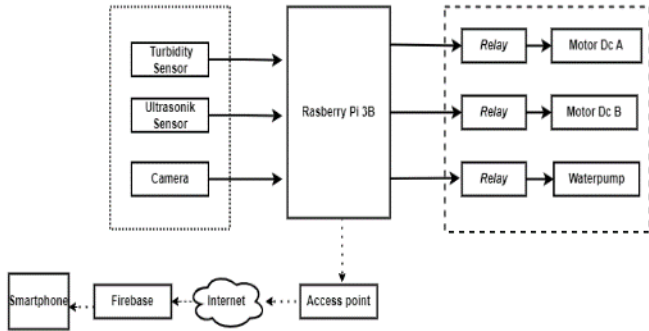 Turbidity
Sensor
Ultrasonik
Sensor
Camera
Rasberry Pi 3B
Relay
Motor Dc A
Relay
Motor Dc B
Relay
Waterpump
Smartphone
Firebase
Internet
Access point